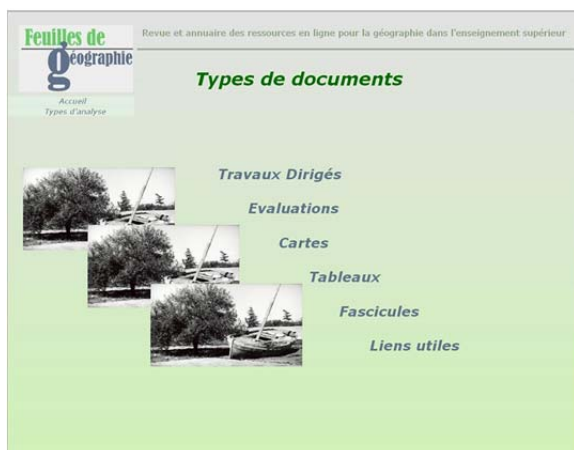 Feuilles de
géographie
Revue et annuaire des ressources en ligne pour la géographie dans l'enseignement supérieur
Accueil
Types d'analyse
Types de documents
Travaux Dirigés
Evaluations
Cartes
Tableaux
Fascicules
Liens utiles